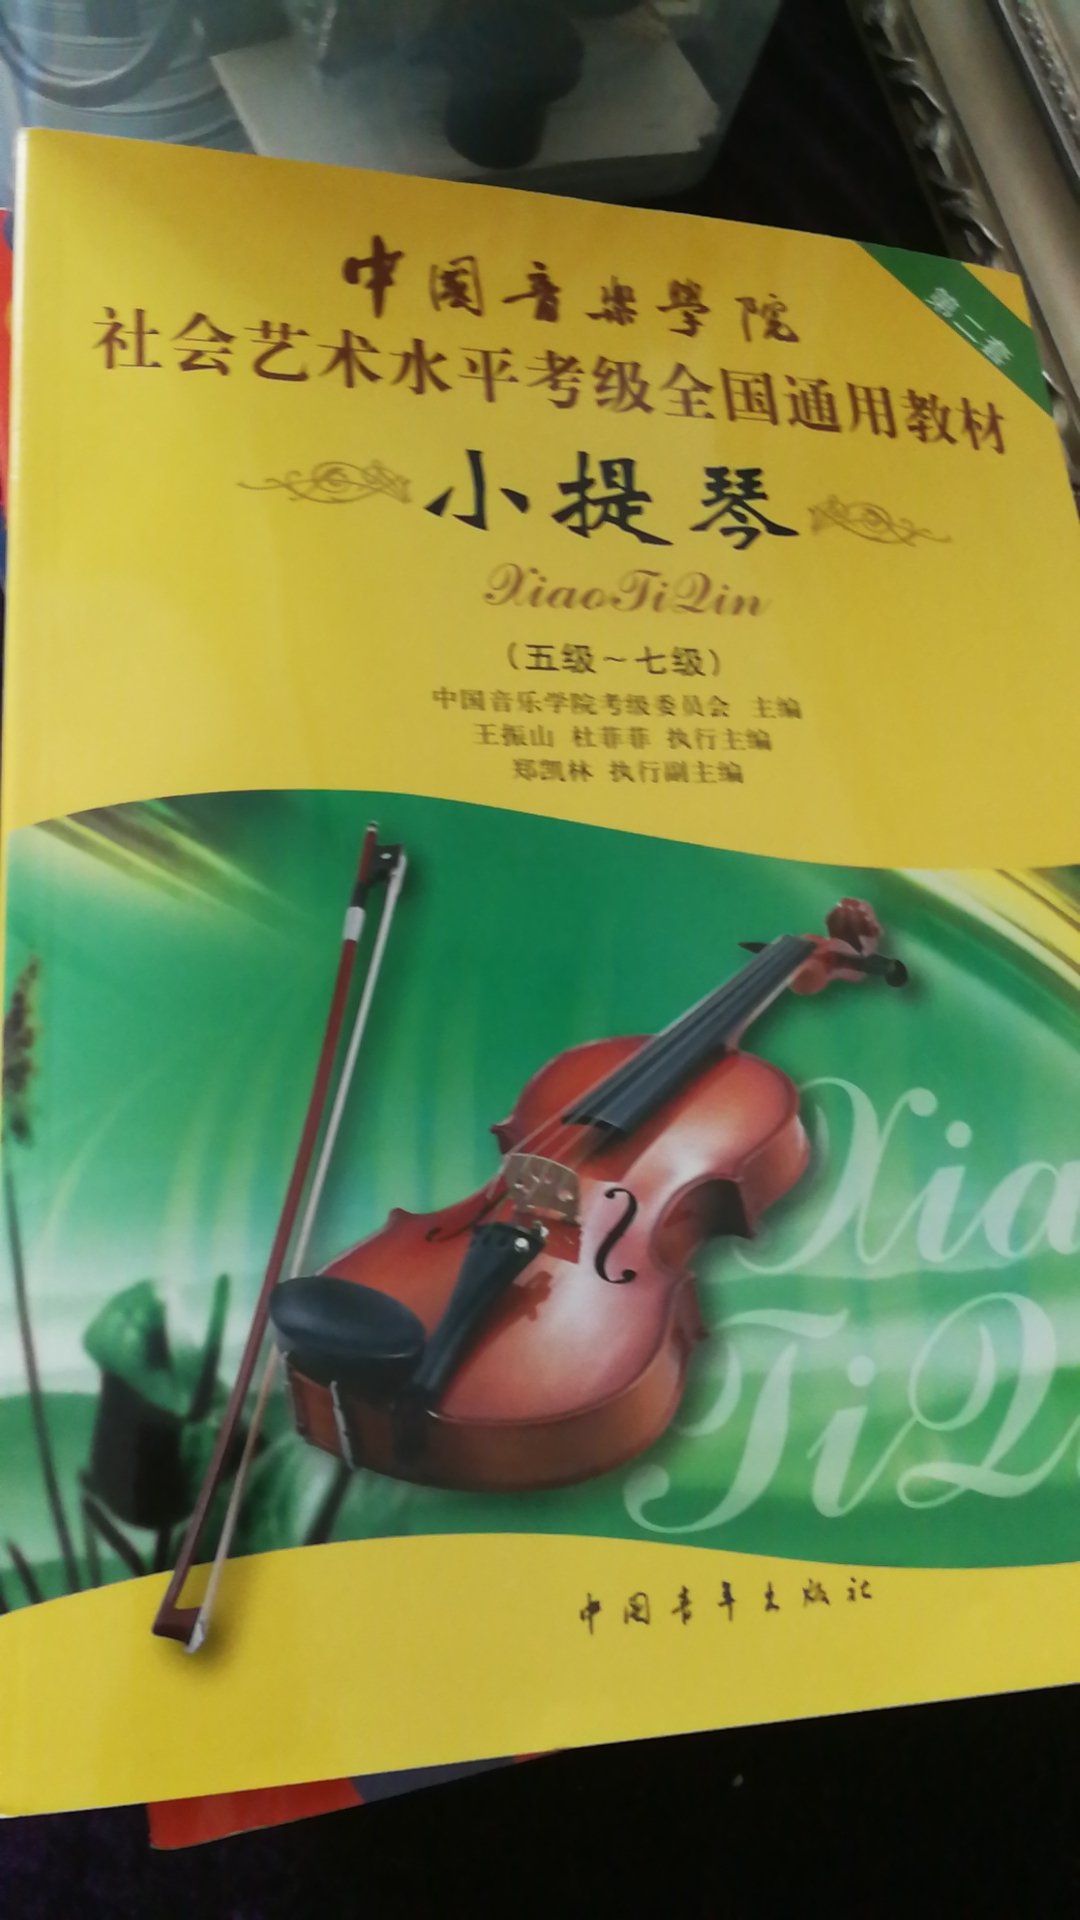 中国音乐学院
第二套
社会艺术水平考级全国通用教材
小提琴
XiaoTiQin
（五级～七级）
中国音乐学院考级委员会 主编
王振山 杜菲菲 执行主编
郑凯林 执行副主编
Xia
TiQ
中国青年出版社